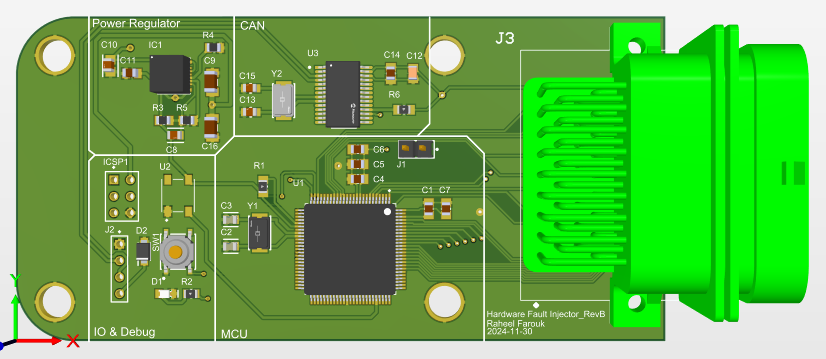 Power Regulator
CAN
J3
C10
IC1
R4
C11
C9
U3
C14
C12
C15
Y2
C13
R6
R3
R5
C8
C16
C6
C5
C4
J1
ICSP1
U2
R1
U1
C1
C7
C3
Y1
C2
J2
D2
SW1
D1
R2
Y
X
IO & Debug
MCU
Hardware Fault Injector_RevB
Raheel Farouk
2024-11-30